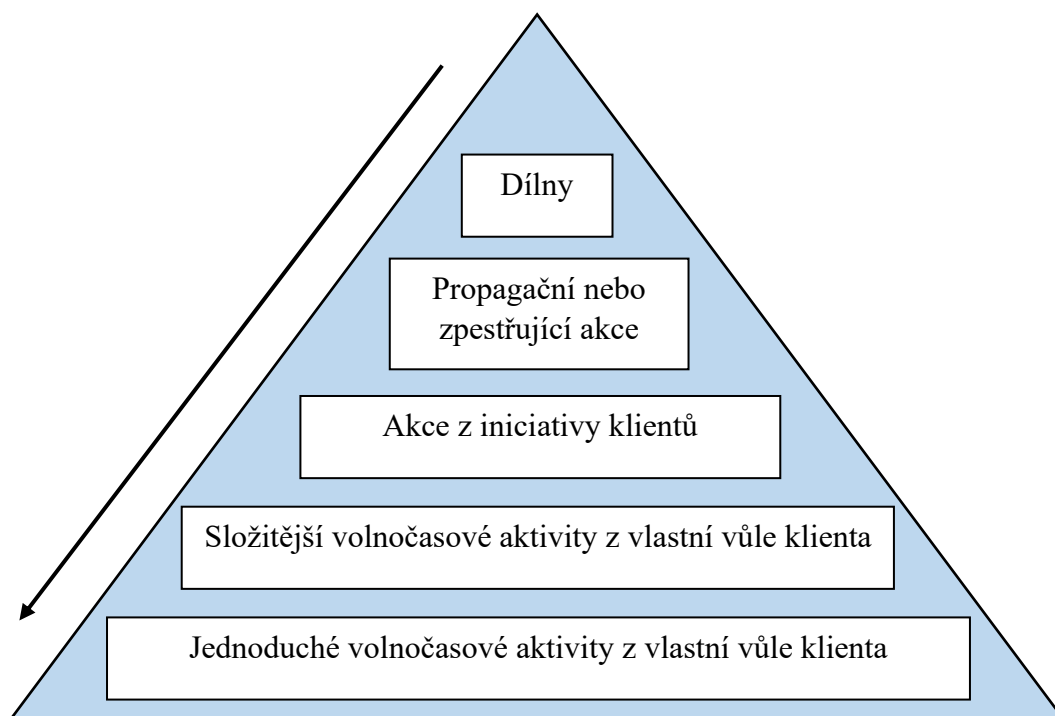 Dílny
Propagační nebo
zpestřující akce
Akce z iniciativy klientů
Složitější volnočasové aktivity z vlastní vůle klienta
Jednoduché volnočasové aktivity z vlastní vůle klienta